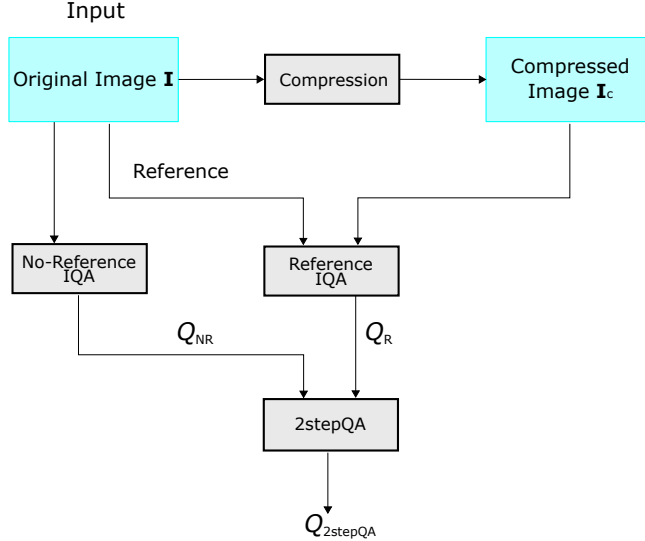 Input
Original Image I
Compression
Compressed
Image Ic
Reference
No-Reference
IQA
Reference
IQA
QNR
QR
2stepQA
Q2stepQA